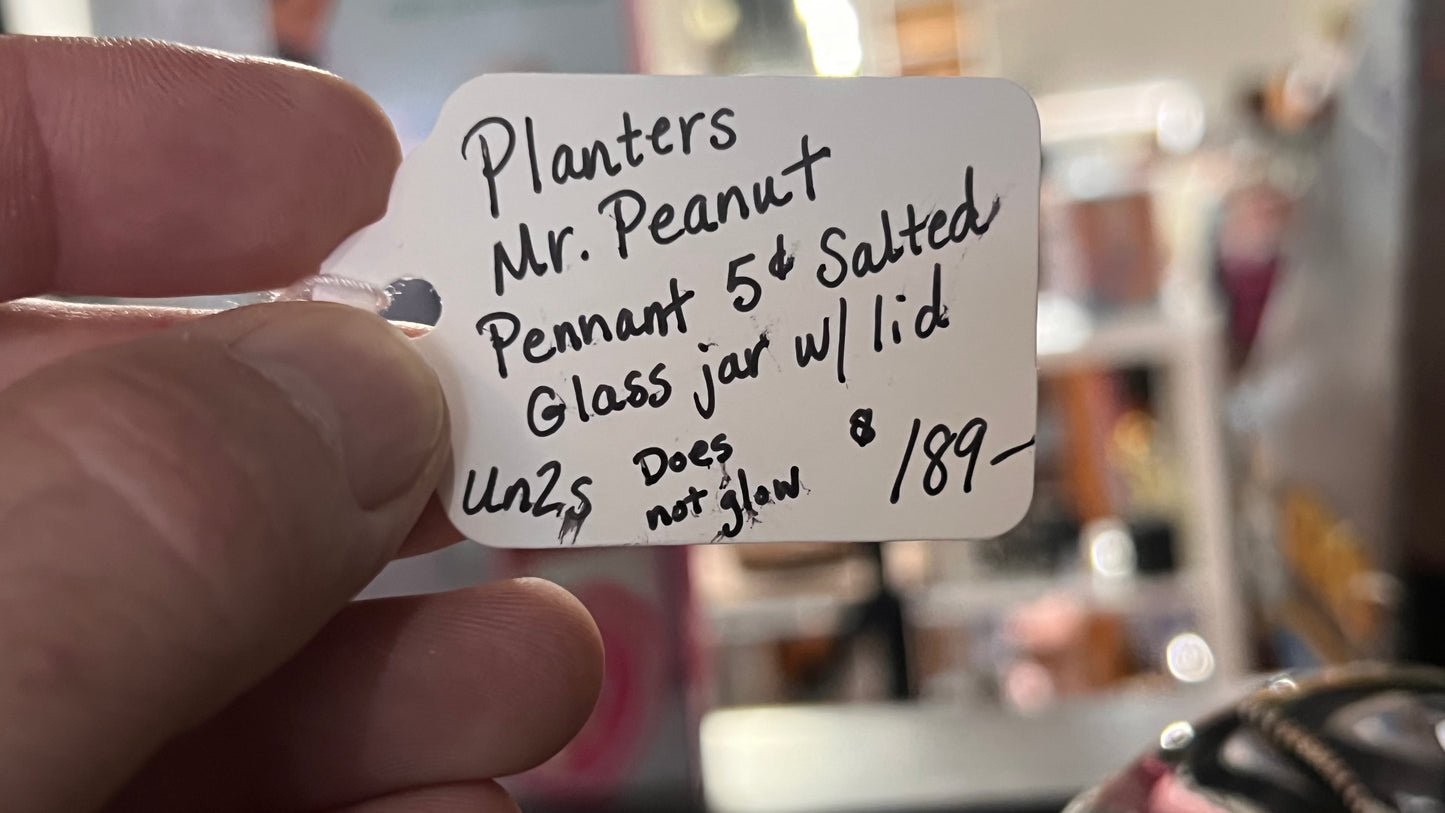 Planters
Mr. Peanut
Pennant 5¢ Salted
Glass jar w/ lid
Un2s Does not glow $189-